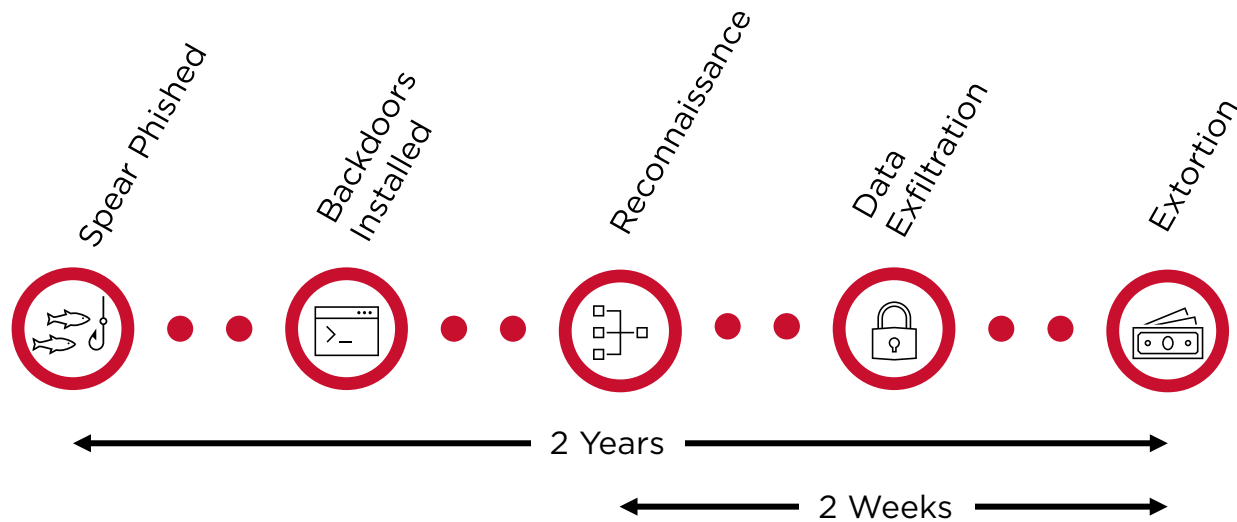 Spear Phished
Backdoors
Installed
Reconnaissance
Data
Exfiltration
Extortion
>_
2 Years
2 Weeks